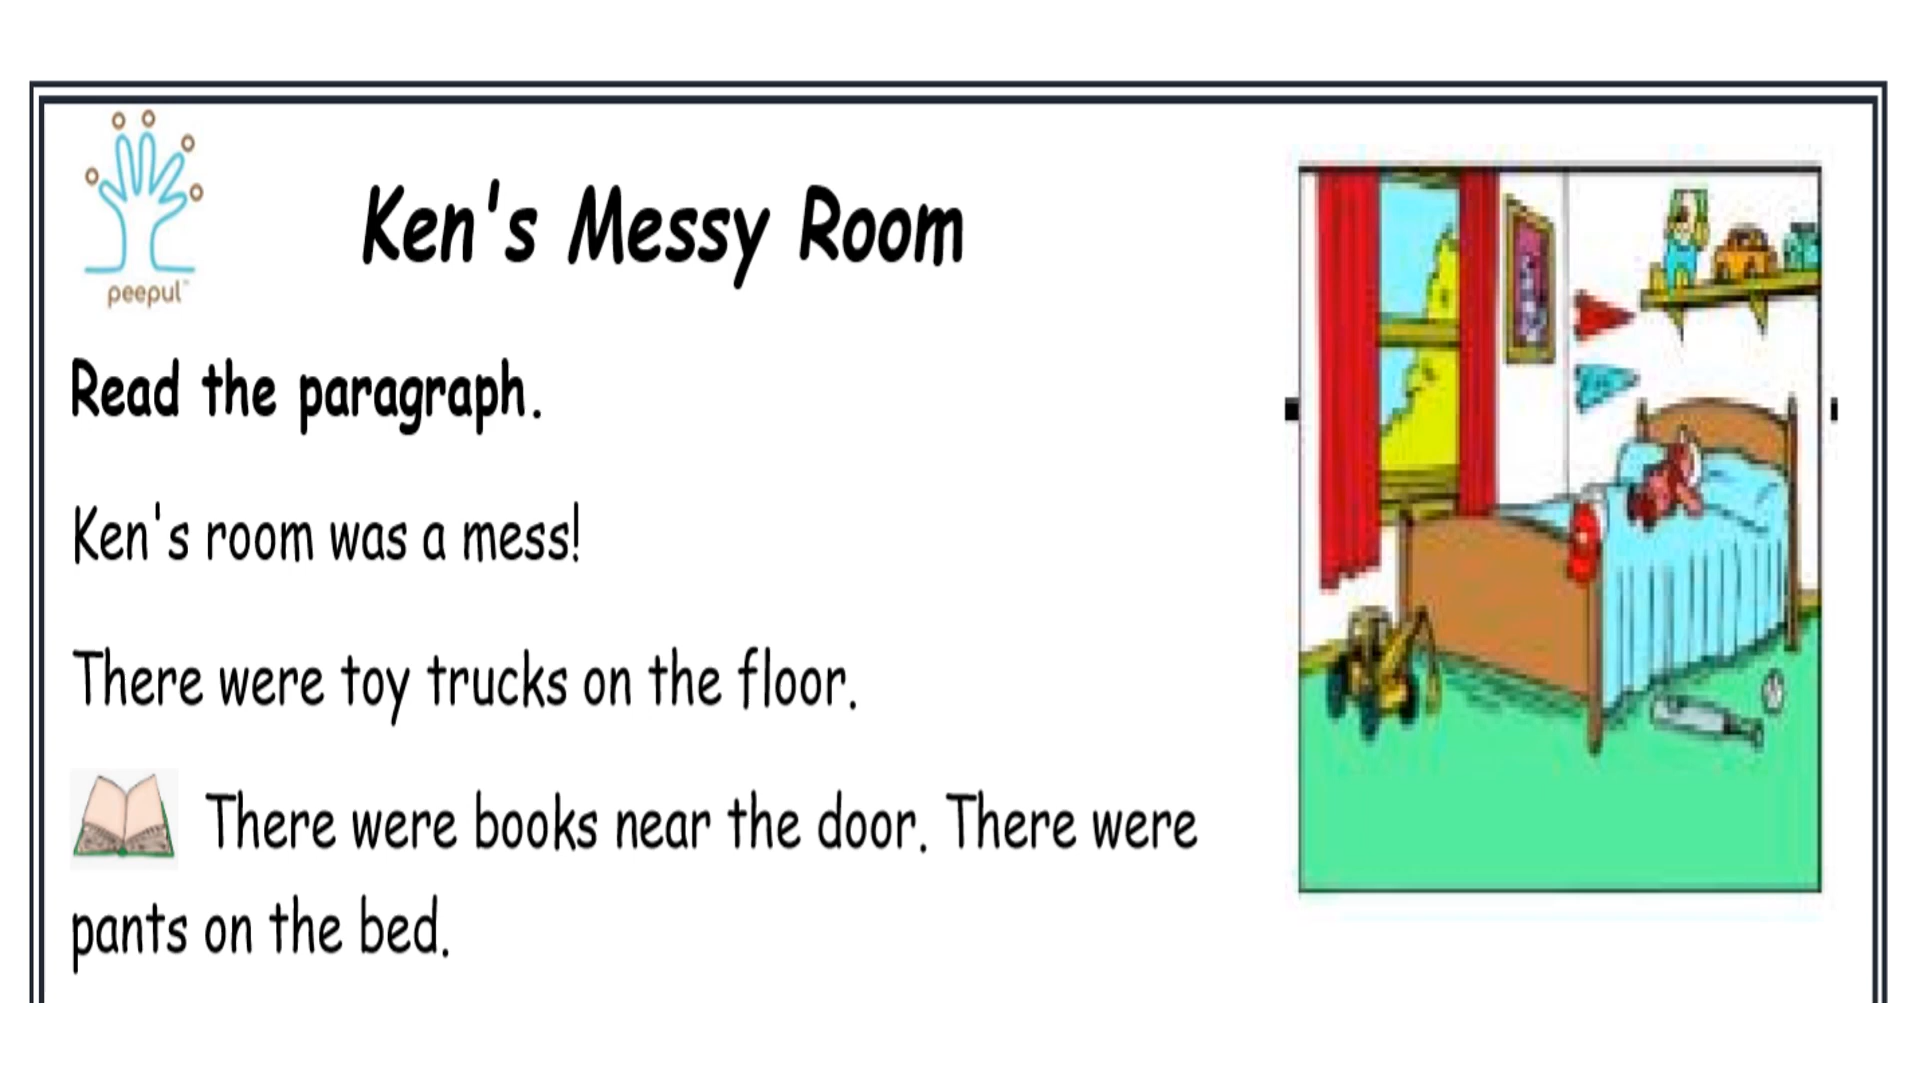 peepul™
Ken's Messy Room
Read the paragraph.
Ken's room was a mess!
There were toy trucks on the floor.
There were books near the door. There were
pants on the bed.